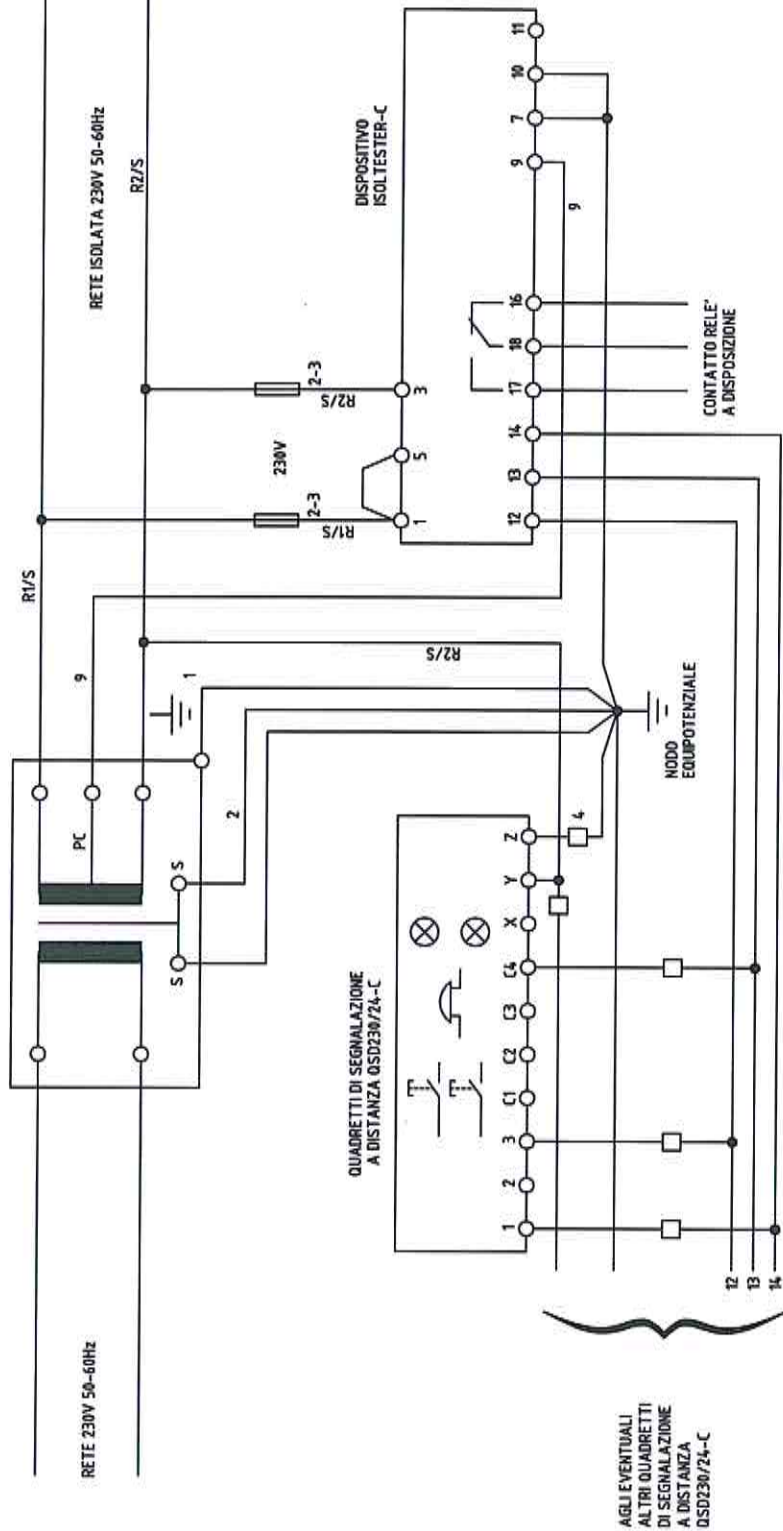 RETE 230V 50-60Hz
PC
9
R1/S
RETE ISOLATA 230V 50-60Hz
R2/S
S
S
2
1
230V
2-3
R1/S
2-3
R2/S
QUADRETTI DI SEGNALAZIONE
A DISTANZA QSD230/24-C
DISPOSITIVO
ISOLTESTER-C
1
5
3
R2/S
1
2
3
C1
C2
C3
C4
X
Y
Z
12
13
14
17
18
16
9
7
10
11
4
9
NODO
EQUIPOTENZIALE
CONTATTO RELE'
A DISPOSIZIONE
AGLI EVENTUALI
ALTRI QUADRETTI
DI SEGNALAZIONE
A DISTANZA
QSD230/24-C
12
13
14